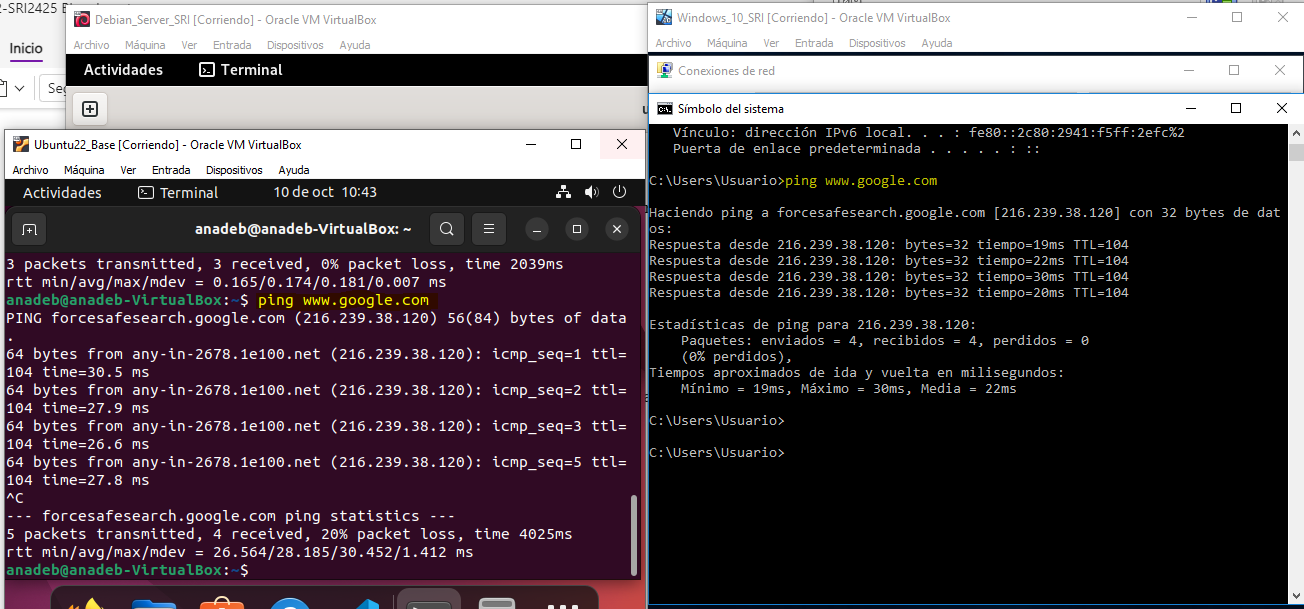 Inicio
Debian_Server_SRI [Corriendo] - Oracle VM VirtualBox
Archivo Máquina Ver Entrada Dispositivos Ayuda
Actividades Terminal
Ubuntu22_Base [Corriendo] - Oracle VM VirtualBox
Archivo Máquina Ver Entrada Dispositivos Ayuda
Actividades Terminal 10 de oct 10:43
anadeb@anadeb-VirtualBox: ~
3 packets transmitted, 3 received, 0% packet loss, time 2039ms
rtt min/avg/max/mdev = 0.165/0.174/0.181/0.007 ms
anadeb@anadeb-VirtualBox:~$ ping www.google.com
PING forcesafesearch.google.com (216.239.38.120) 56(84) bytes of data
.
64 bytes from any-in-2678.1e100.net (216.239.38.120): icmp_seq=1 ttl=
104 time=30.5 ms
64 bytes from any-in-2678.1e100.net (216.239.38.120): icmp_seq=2 ttl=
104 time=27.9 ms
64 bytes from any-in-2678.1e100.net (216.239.38.120): icmp_seq=3 ttl=
104 time=26.6 ms
64 bytes from any-in-2678.1e100.net (216.239.38.120): icmp_seq=5 ttl=
104 time=27.8 ms
^C
--- forcesafesearch.google.com ping statistics ---
5 packets transmitted, 4 received, 20% packet loss, time 4025ms
rtt min/avg/max/mdev = 26.564/28.185/30.452/1.412 ms
anadeb@anadeb-VirtualBox:~$
Windows_10_SRI [Corriendo] - Oracle VM VirtualBox
Archivo Máquina Ver Entrada Dispositivos Ayuda
Conexiones de red
Símbolo del sistema
Vínculo: dirección IPv6 local. . . : fe80::2c80:2941:f5ff:2efc%2
Puerta de enlace predeterminada . . . . . : ::
C:\Users\Usuario>ping www.google.com
Haciendo ping a forcesafesearch.google.com [216.239.38.120] con 32 bytes de dat
os:
Respuesta desde 216.239.38.120: bytes=32 tiempo=19ms TTL=104
Respuesta desde 216.239.38.120: bytes=32 tiempo=22ms TTL=104
Respuesta desde 216.239.38.120: bytes=32 tiempo=30ms TTL=104
Respuesta desde 216.239.38.120: bytes=32 tiempo=20ms TTL=104
Estadísticas de ping para 216.239.38.120:
Paquetes: enviados = 4, recibidos = 4, perdidos = 0
(0% perdidos),
Tiempos aproximados de ida y vuelta en milisegundos:
Mínimo = 19ms, Máximo = 30ms, Media = 22ms
C:\Users\Usuario>
C:\Users\Usuario>